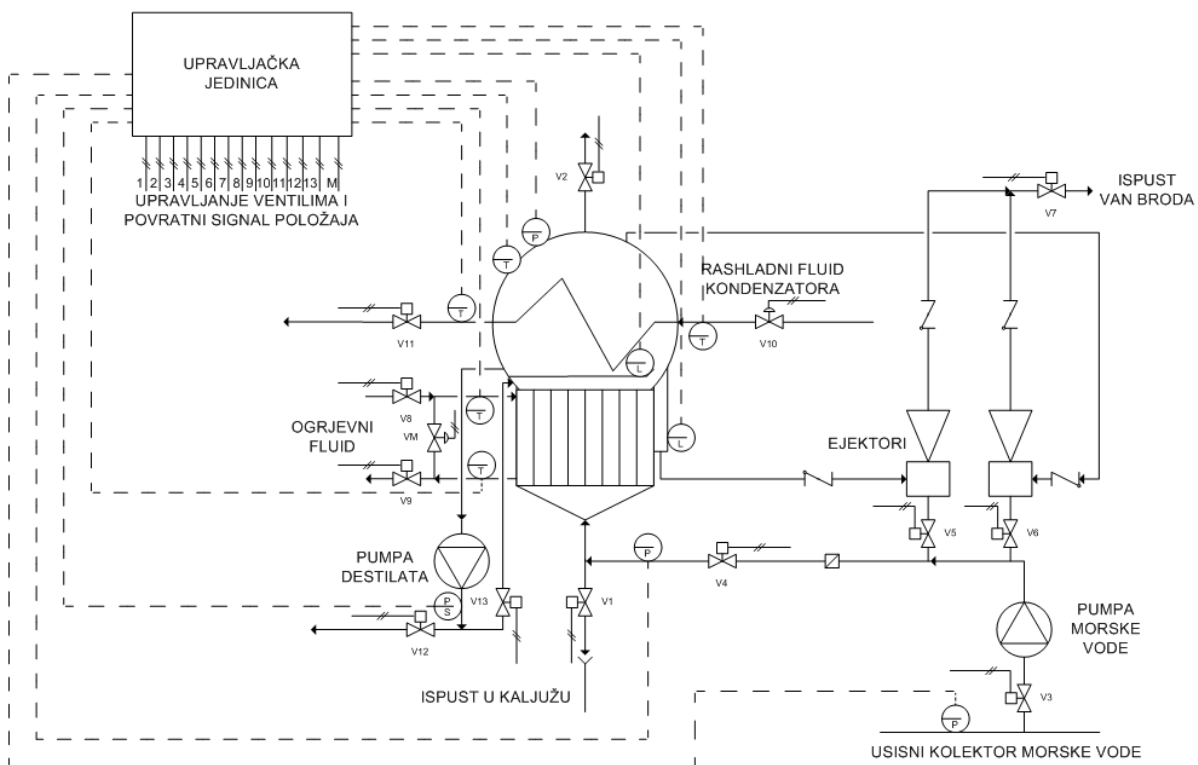 UPRAVLJAČKA
JEDINICA
1 2 3 4 5 6 7 8 9 10 11 12 13 M
UPRAVLJANJE VENTILIMA I
POVRATNI SIGNAL POLOŽAJA
V2
P
T
V7
ISPUST
VAN BRODA
RASHLADNI FLUID
KONDENZATORA
T
V11
T
V10
L
V8
T
OGRJEVNI
FLUID
VM
L
EJEKTORI
V9
T
V5
V6
PUMPA
DESTILATA
P
V4
P
S
V13
V1
V12
PUMPA
MORSKE
VODE
ISPUST U KALJUŽU
V3
P
USISNI KOLEKTOR MORSKE VODE